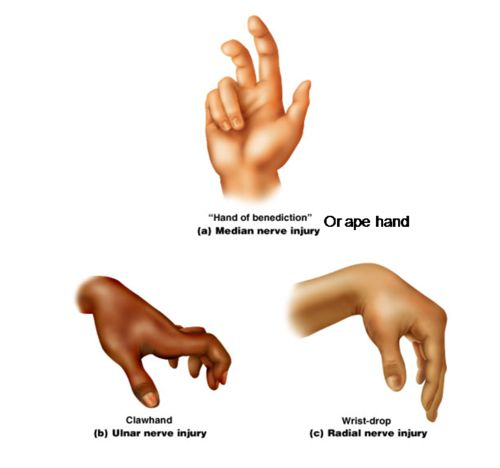 “Hand of benediction”
(a) Median nerve injury
Or ape hand
Clawhand
(b) Ulnar nerve injury
Wrist-drop
(c) Radial nerve injury